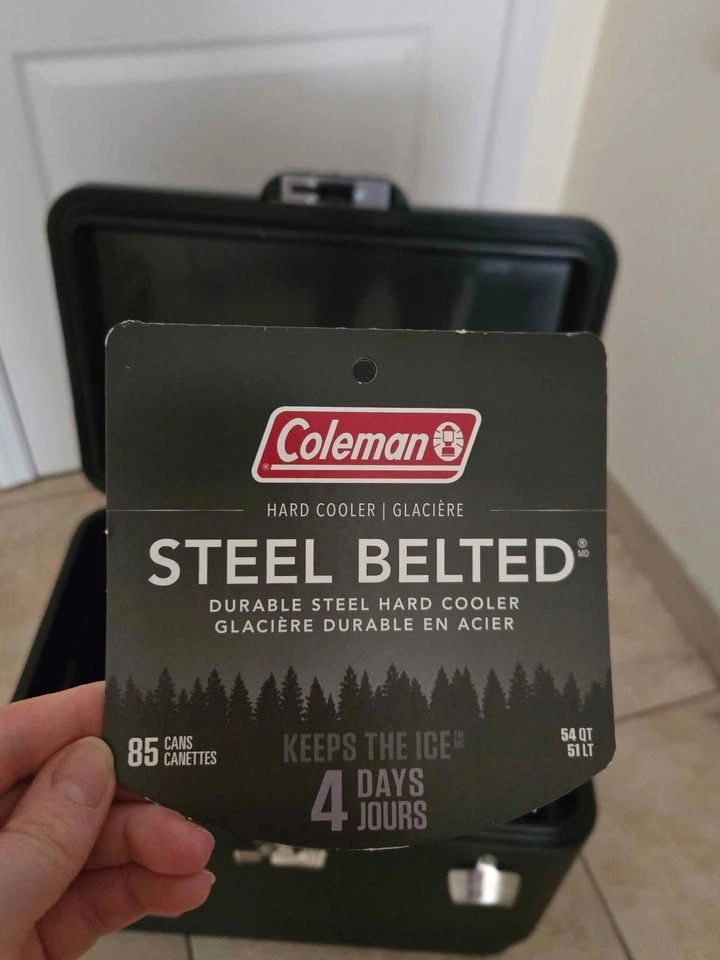 Coleman
HARD COOLER | GLACIÈRE
STEEL BELTED® MD
DURABLE STEEL HARD COOLER
GLACIÈRE DURABLE EN ACIER
85 CANS
CANETTES
KEEPS THE ICE
4 DAYS
JOURS
54 QT
51 LT